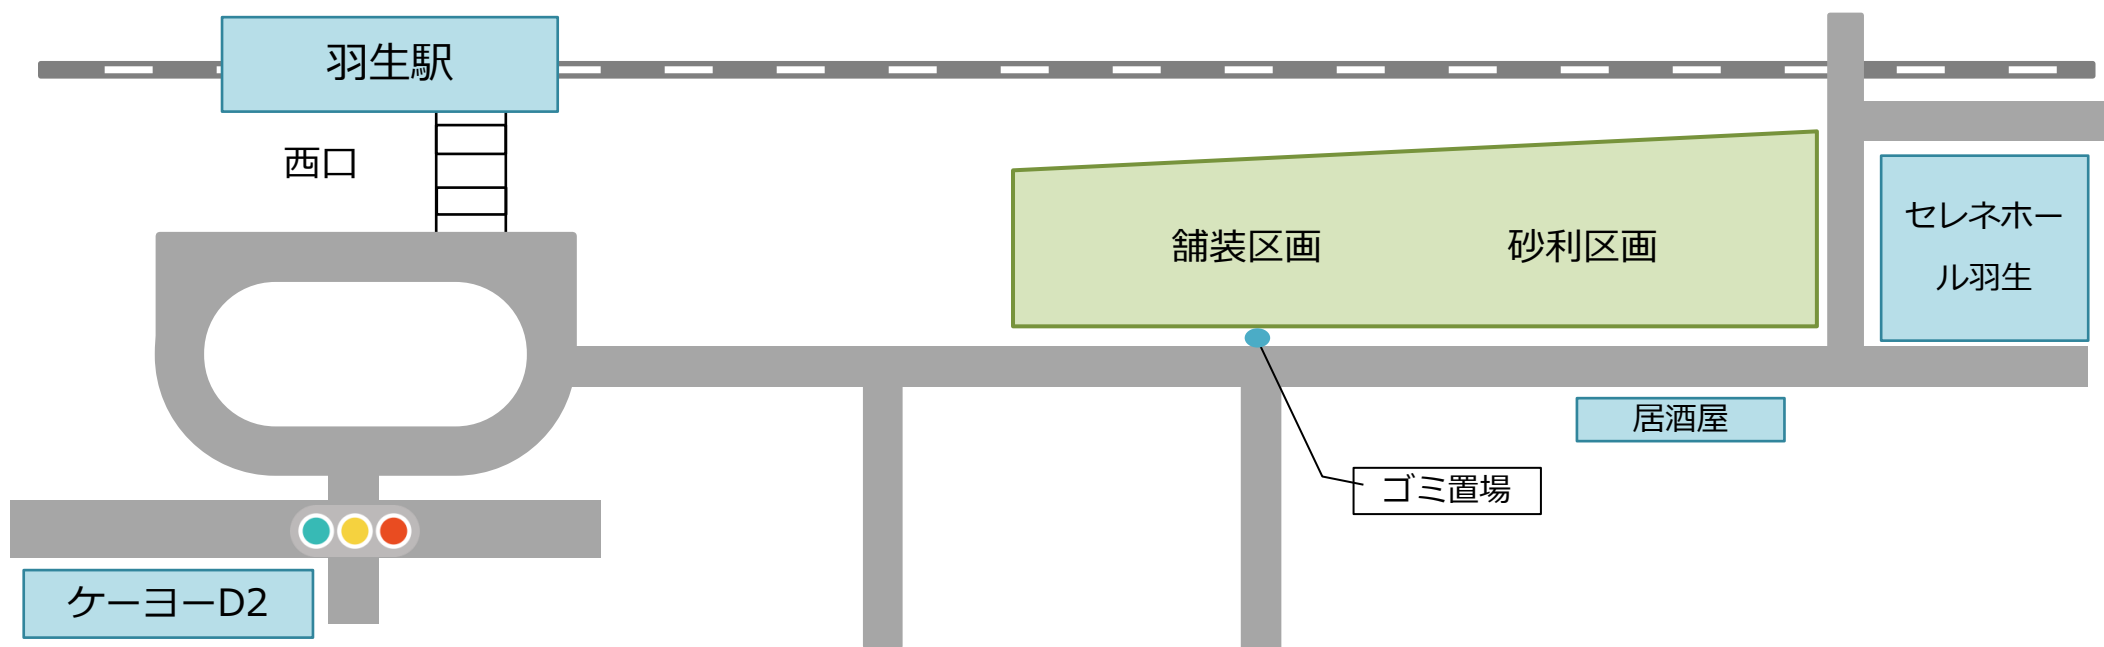 羽生駅
西口
舗装区画
砂利区画
セレネホー
ル羽生
居酒屋
ゴミ置場
ケーヨーD2